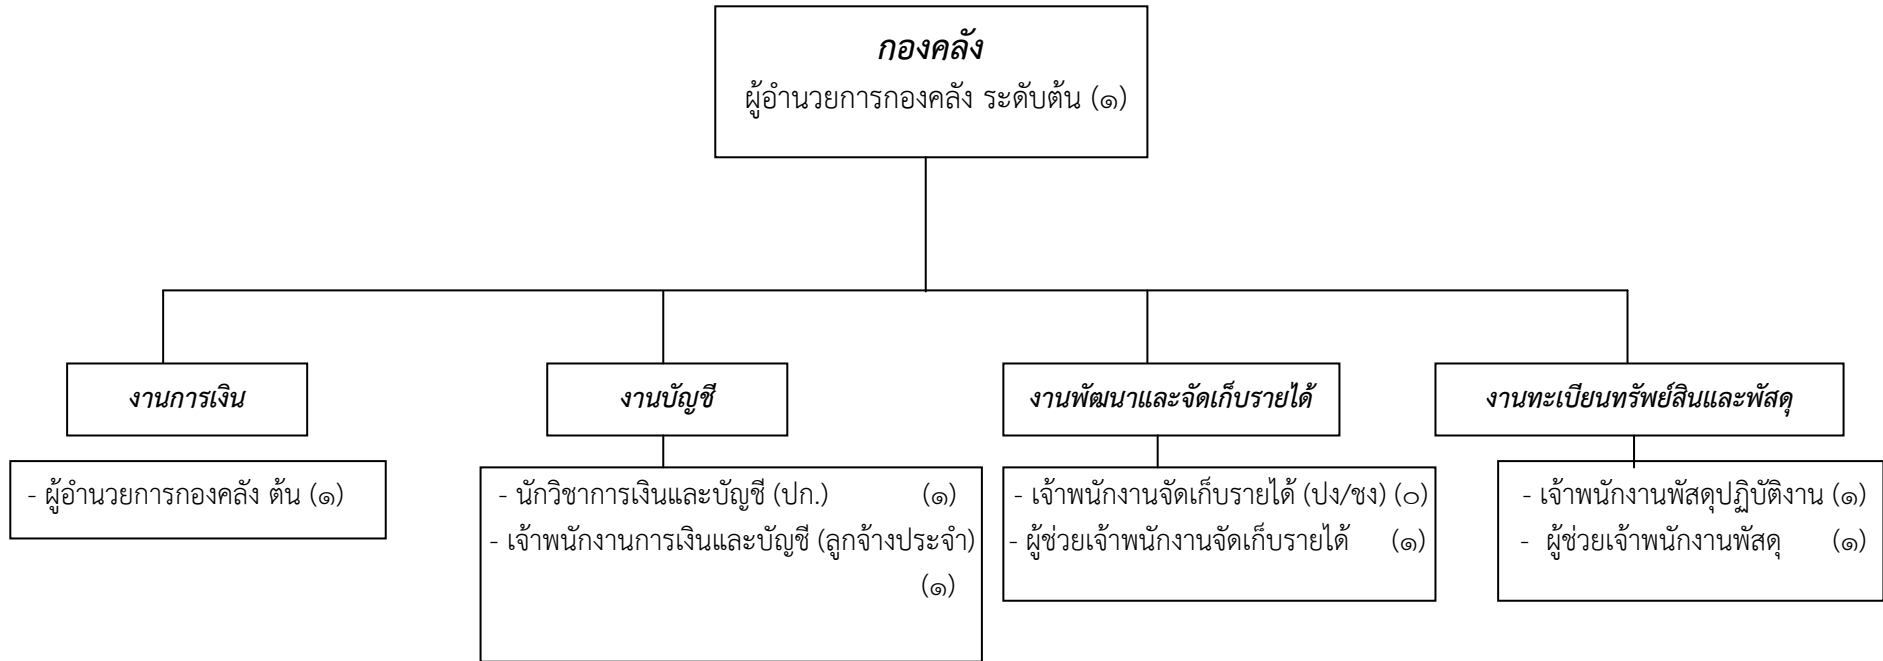 กองคลัง
ผู้อำนวยการกองคลัง ระดับต้น (๑)
งานการเงิน
- ผู้อำนวยการกองคลัง ต้น (๑)
งานบัญชี
- นักวิชาการเงินและบัญชี (ปก.) (๑)
- เจ้าพนักงานการเงินและบัญชี (ลูกจ้างประจำ)
(๑)
งานพัฒนาและจัดเก็บรายได้
- เจ้าพนักงานจัดเก็บรายได้ (ปง/ชง) (๐)
- ผู้ช่วยเจ้าพนักงานจัดเก็บรายได้ (๑)
งานทะเบียนทรัพย์สินและพัสดุ
- เจ้าพนักงานพัสดุปฏิบัติงาน (๑)
- ผู้ช่วยเจ้าพนักงานพัสดุ (๑)